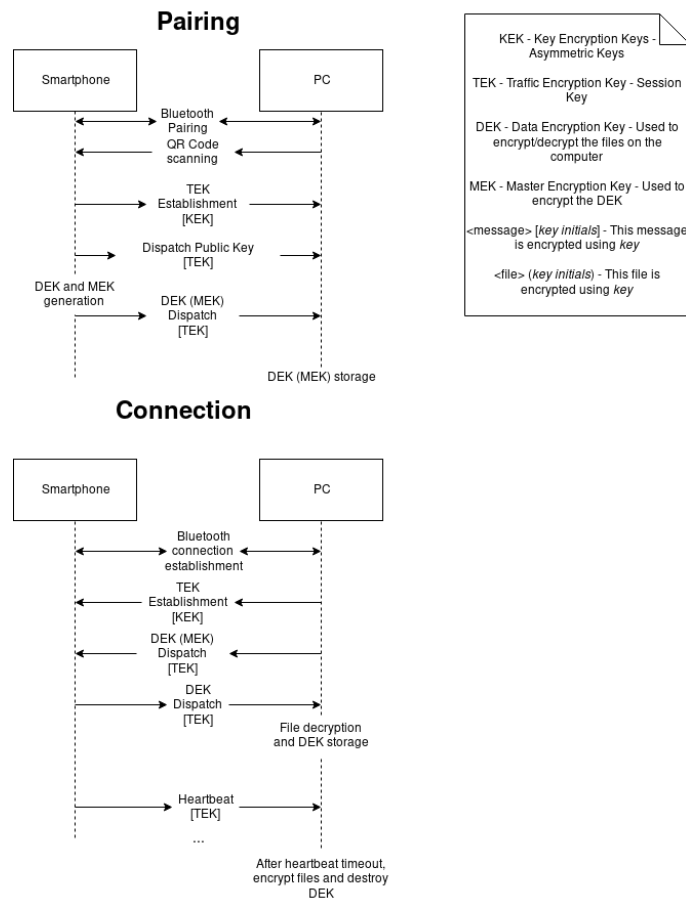 Pairing
Smartphone
PC
Bluetooth
Pairing
QR Code
scanning
TEK
Establishment
[KEK]
Dispatch Public Key
[TEK]
DEK and MEK
generation
DEK (MEK)
Dispatch
[TEK]
DEK (MEK) storage
KEK - Key Encryption Keys -
Asymmetric Keys
TEK - Traffic Encryption Key - Session
Key
DEK - Data Encryption Key - Used to
encrypt/decrypt the files on the
computer
MEK - Master Encryption Key - Used to
encrypt the DEK
<message> [key initials] - This message
is encrypted using key
<file> (key initials) - This file is
encrypted using key
Connection
Smartphone
PC
Bluetooth
connection
establishment
TEK
Establishment
[KEK]
DEK (MEK)
Dispatch
[TEK]
DEK
Dispatch
[TEK]
File decryption
and DEK storage
Heartbeat
[TEK]
...
After heartbeat timeout,
encrypt files and destroy
DEK